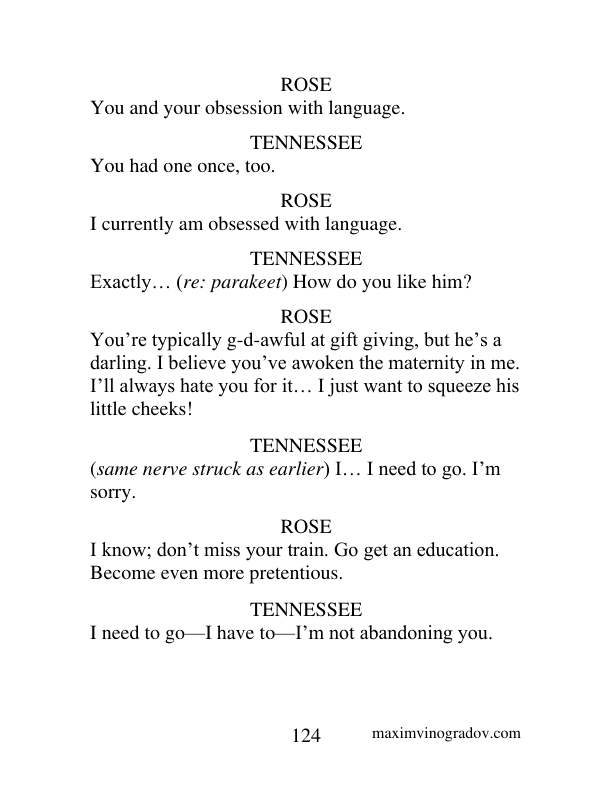 ROSE
You and your obsession with language.
TENNESSEE
You had one once, too.
ROSE
I currently am obsessed with language.
TENNESSEE
Exactly… (re: parakeet) How do you like him?
ROSE
You’re typically g-d-awful at gift giving, but he’s a
darling. I believe you’ve awoken the maternity in me.
I’ll always hate you for it… I just want to squeeze his
little cheeks!
TENNESSEE
(same nerve struck as earlier) I… I need to go. I’m
sorry.
ROSE
I know; don’t miss your train. Go get an education.
Become even more pretentious.
TENNESSEE
I need to go—I have to—I’m not abandoning you.
124 maximvinogradov.com